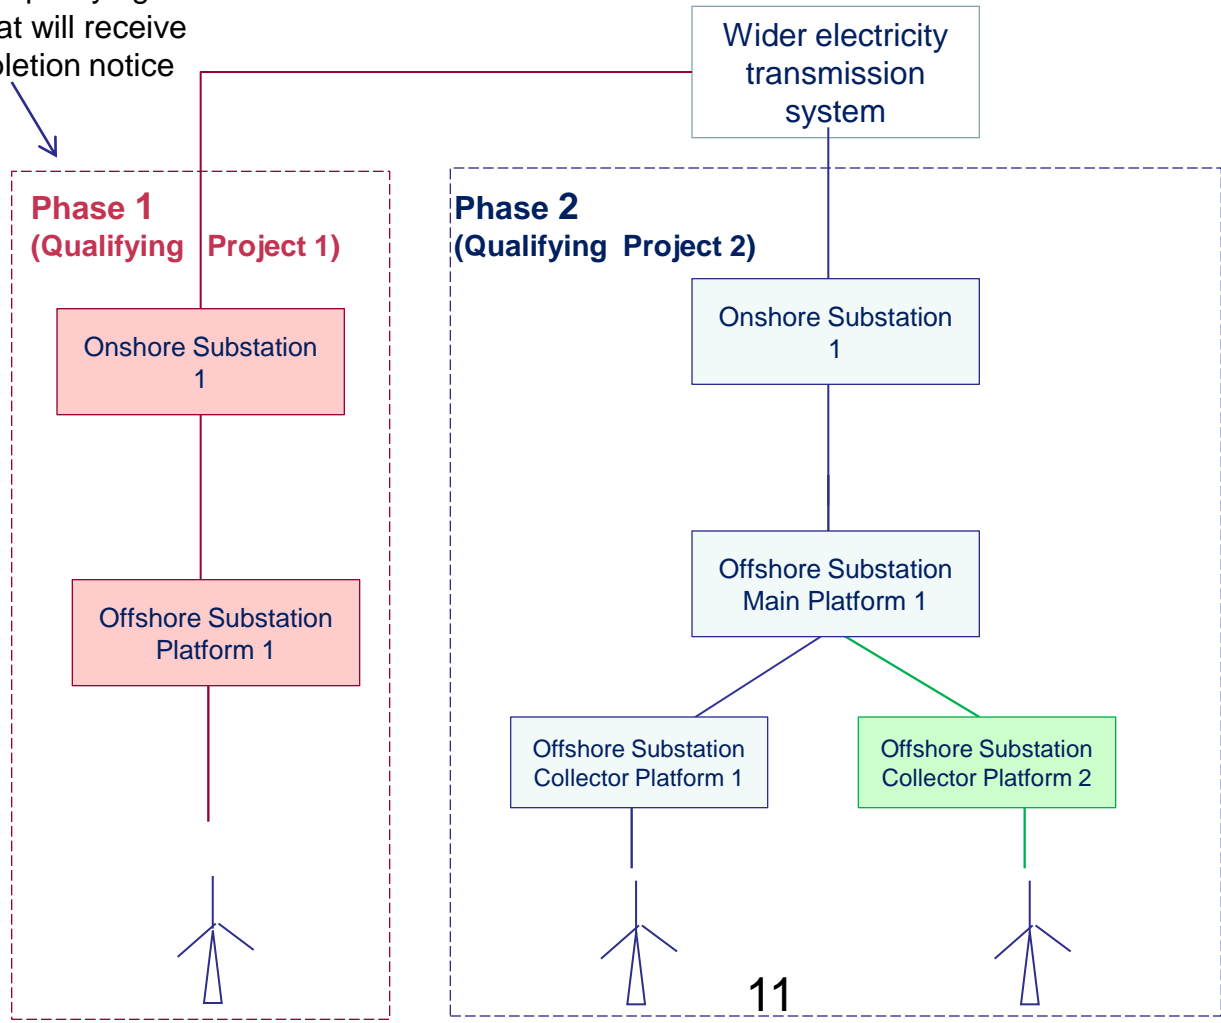 will receive
notice
Wider electricity
transmission
system
Phase 1
(Qualifying Project 1)
Phase 2
(Qualifying Project 2)
Onshore Substation
1
Onshore Substation
1
Offshore Substation
Platform 1
Offshore Substation
Main Platform 1
Offshore Substation
Collector Platform 1
Offshore Substation
Collector Platform 2
11